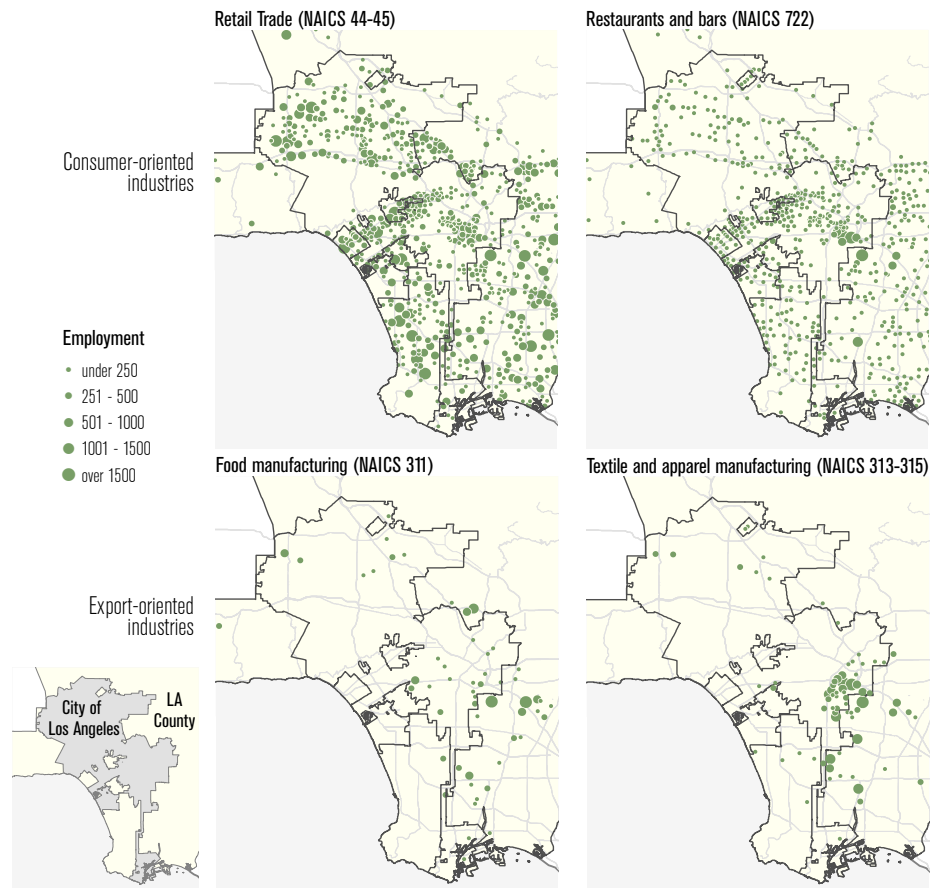 Retail Trade (NAICS 44-45)
Restaurants and bars (NAICS 722)
Consumer-oriented
industries
Employment
under 250
251 - 500
501 - 1000
1001 - 1500
over 1500
Food manufacturing (NAICS 311)
Textile and apparel manufacturing (NAICS 313-315)
Export-oriented
industries
City of
Los Angeles
LA
County